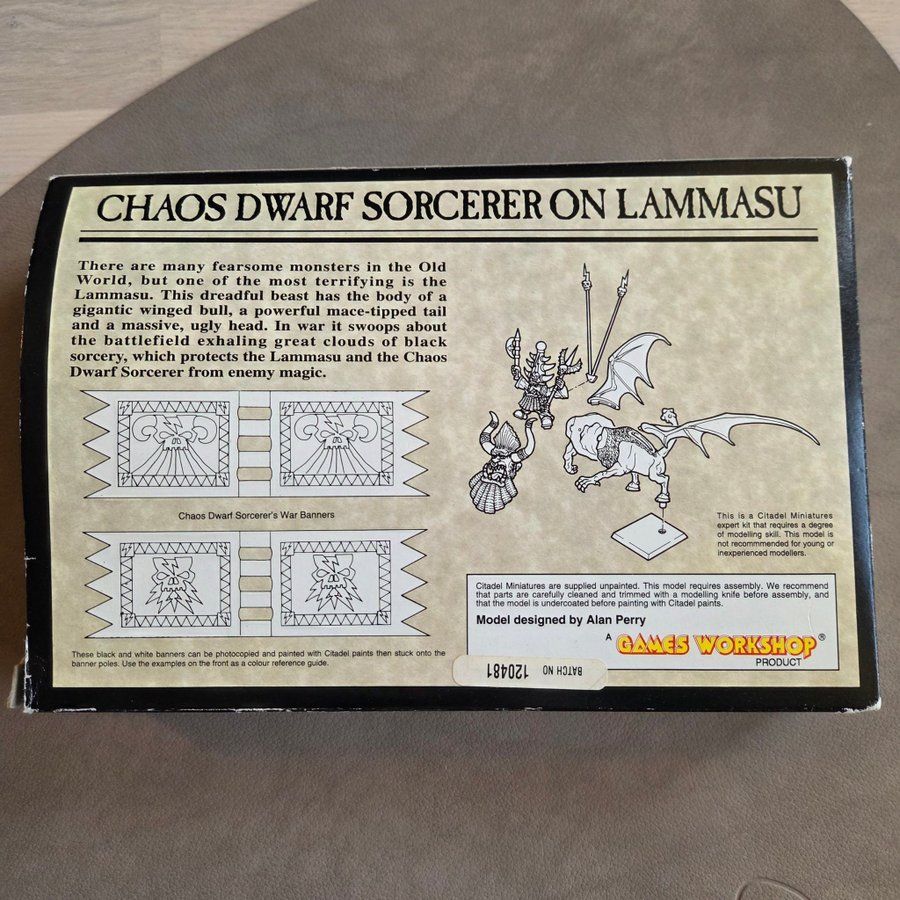 CHAOS DWARF SORCERER ON LAMMASU
There are many fearsome monsters in the Old
World, but one of the most terrifying is the
Lammasu. This dreadful beast has the body of a
gigantic winged bull, a powerful mace-tipped tail
and a massive, ugly head. In war it swoops about
the battlefield exhaling great clouds of black
sorcery, which protects the Lammasu and the Chaos
Dwarf Sorcerer from enemy magic.
Chaos Dwarf Sorcerer's War Banners
These black and white banners can be photocopied and painted with Citadel paints then stuck onto the
banner poles. Use the examples on the front as a colour reference guide.
This is a Citadel Miniatures
expert kit that requires a degree
of modelling skill. This model is
not recommended for young or
inexperienced modellers.
Citadel Miniatures are supplied unpainted. This model requires assembly. We recommend
that parts are carefully cleaned and trimmed with a modelling knife before assembly, and
that the model is undercoated before painting with Citadel paints.
Model designed by Alan Perry
A GAMES WORKSHOP®
PRODUCT
BATCH NO 120481